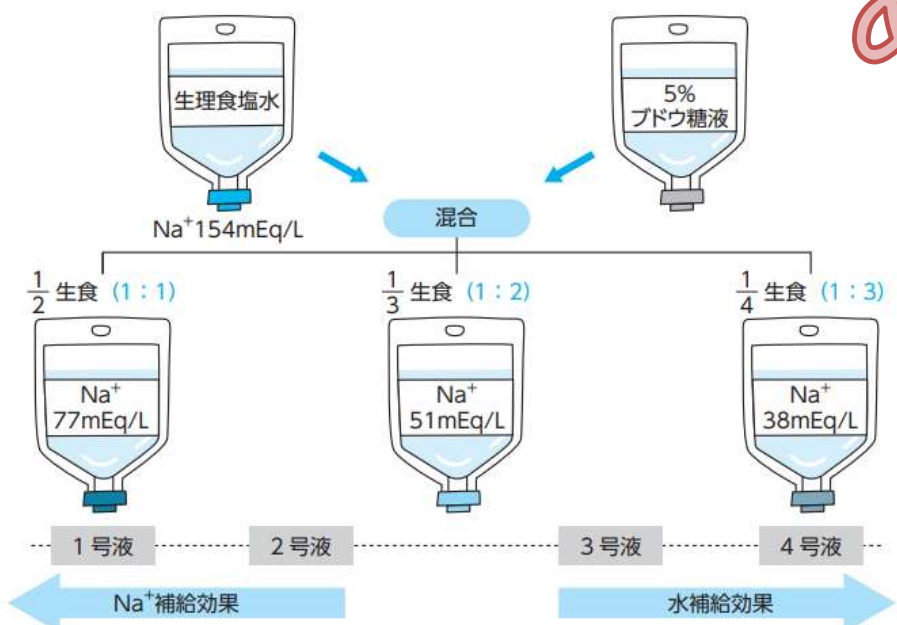 生理食塩水
5%
ブドウ糖液
Na⁺154mEq/L
混合
1/2 生食（1：1）
1/3 生食（1：2）
1/4 生食（1：3）
Na⁺
77mEq/L
Na⁺
51mEq/L
Na⁺
38mEq/L
1号液
2号液
3号液
4号液
Na⁺補給効果
水補給効果